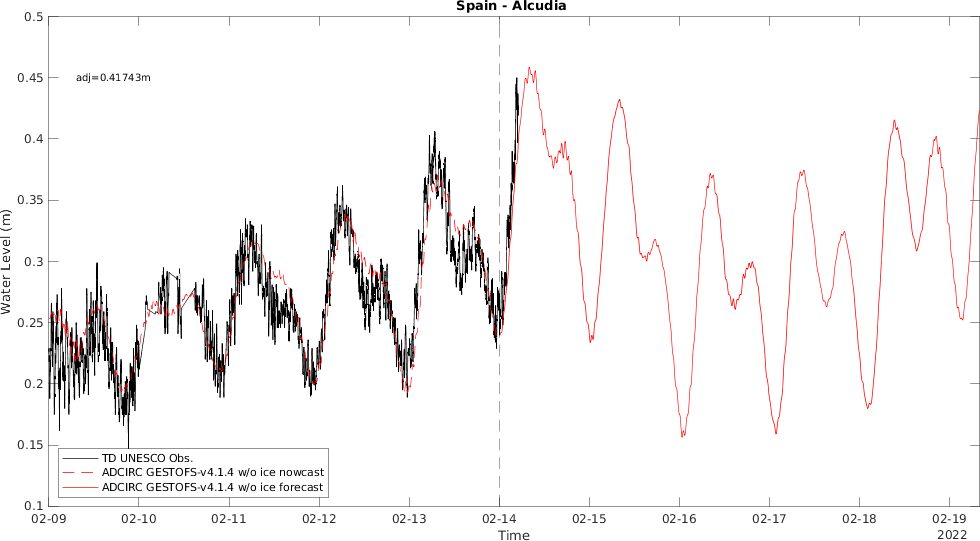 Spain - Alcudia
0.5
0.45
0.4
0.35
0.3
0.25
0.2
0.15
0.1
Water Level (m)
adj=0.41743m
TD UNESCO Obs.
ADCIRC GESTOFS-v4.1.4 w/o ice nowcast
ADCIRC GESTOFS-v4.1.4 w/o ice forecast
02-09 02-10 02-11 02-12 02-13 02-14 02-15 02-16 02-17 02-18 02-19
Time
2022